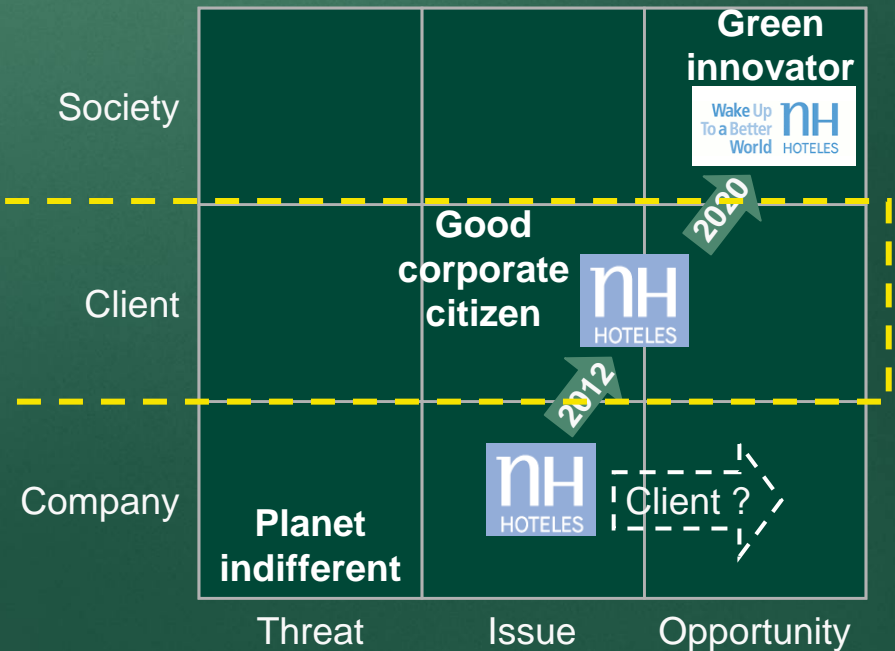 Green
innovator
Society
Wake Up
To a Better
World
nH
HOTELES
2020
Good
corporate
citizen
Client
nH
HOTELES
2012
Company
nH
HOTELES
Client ?
Planet
indifferent
Threat
Issue
Opportunity